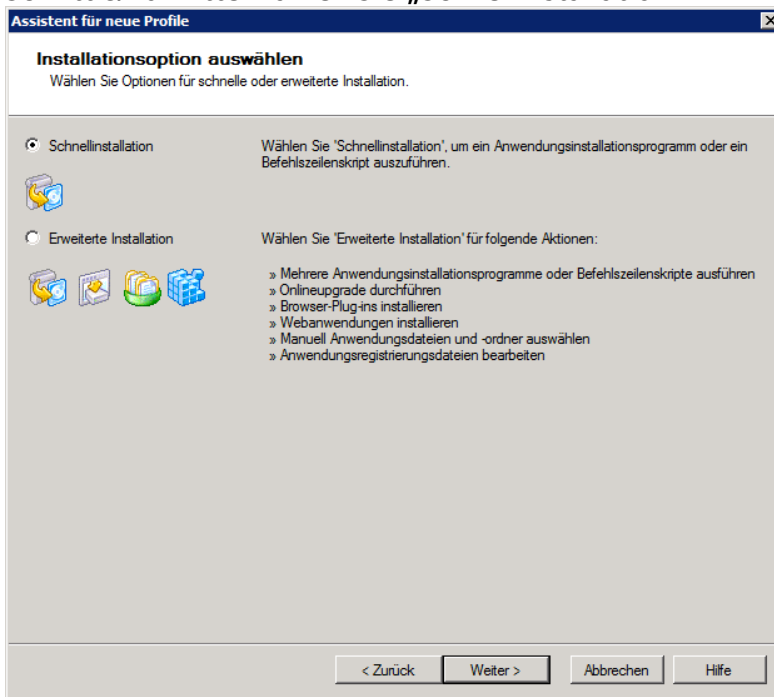 Assistent für neue Profile
Installationsoption auswählen
Wählen Sie Optionen für schnelle oder erweiterte Installation.
Schnellinstallation
Wählen Sie 'Schnellinstallation', um ein Anwendungsinstallationsprogramm oder ein
Befehlszeilenskript auszuführen.
Erweiterte Installation
Wählen Sie 'Erweiterte Installation' für folgende Aktionen:
» Mehrere Anwendungsinstallationsprogramme oder Befehlszeilenskripte ausführen
» Onlineupgrade durchführen
» Browser-Plug-ins installieren
» Webanwendungen installieren
» Manuell Anwendungsdateien und -ordner auswählen
» Anwendungsregistrierungsdateien bearbeiten
< Zurück
Weiter >
Abbrechen
Hilfe